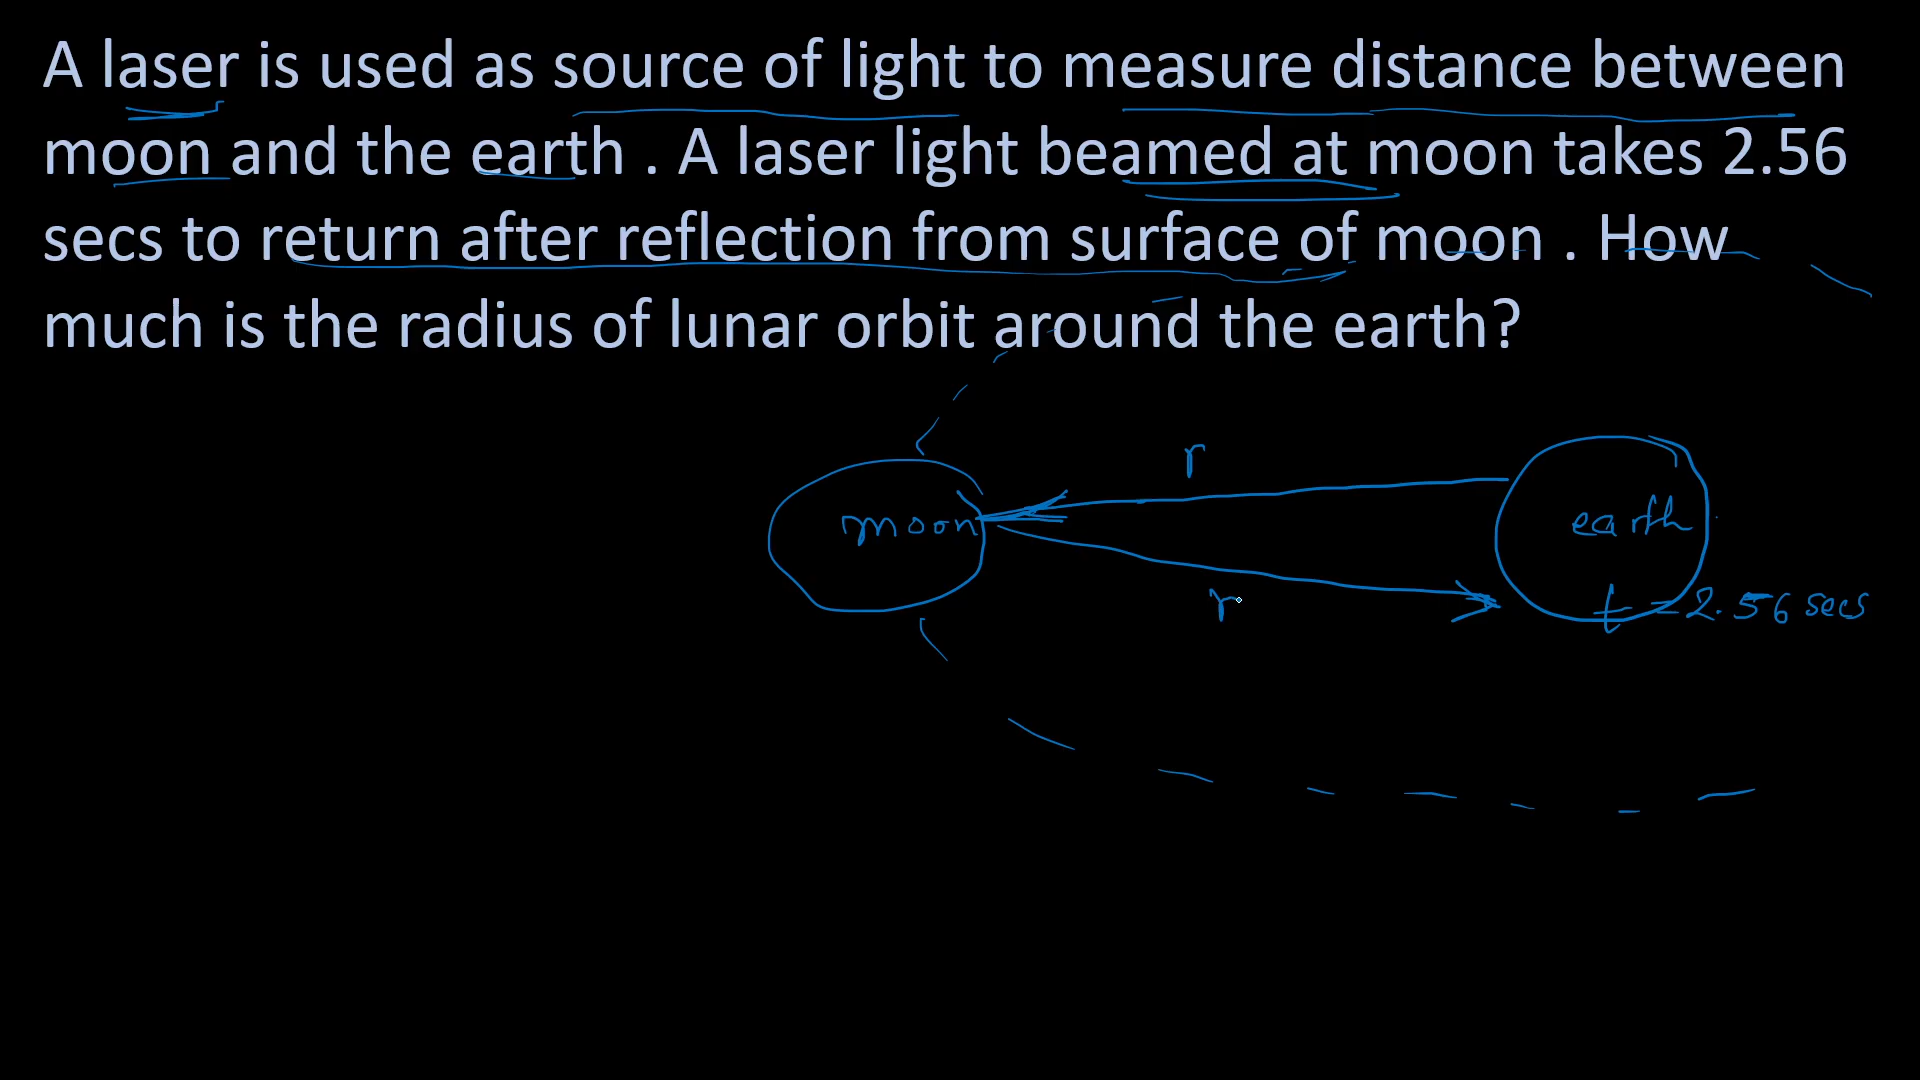 A laser is used as source of light to measure distance between
moon and the earth . A laser light beamed at moon takes 2.56
secs to return after reflection from surface of moon . How
much is the radius of lunar orbit around the earth?
r
moon
earth
r
t = 2.56 secs